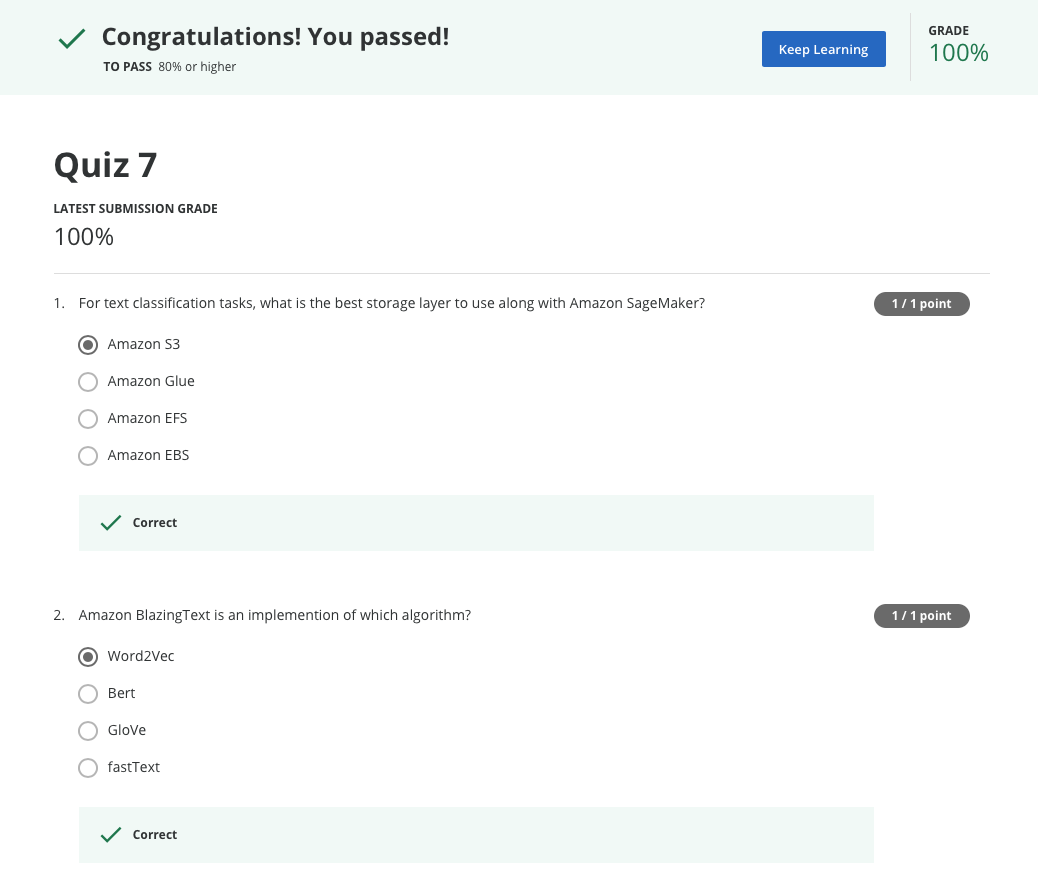 Congratulations! You passed!
TO PASS 80% or higher
Keep Learning
GRADE
100%
Quiz 7
LATEST SUBMISSION GRADE
100%
1. For text classification tasks, what is the best storage layer to use along with Amazon SageMaker?
1 / 1 point
Amazon S3
Amazon Glue
Amazon EFS
Amazon EBS
Correct
2. Amazon BlazingText is an implemention of which algorithm?
1 / 1 point
Word2Vec
Bert
GloVe
fastText
Correct